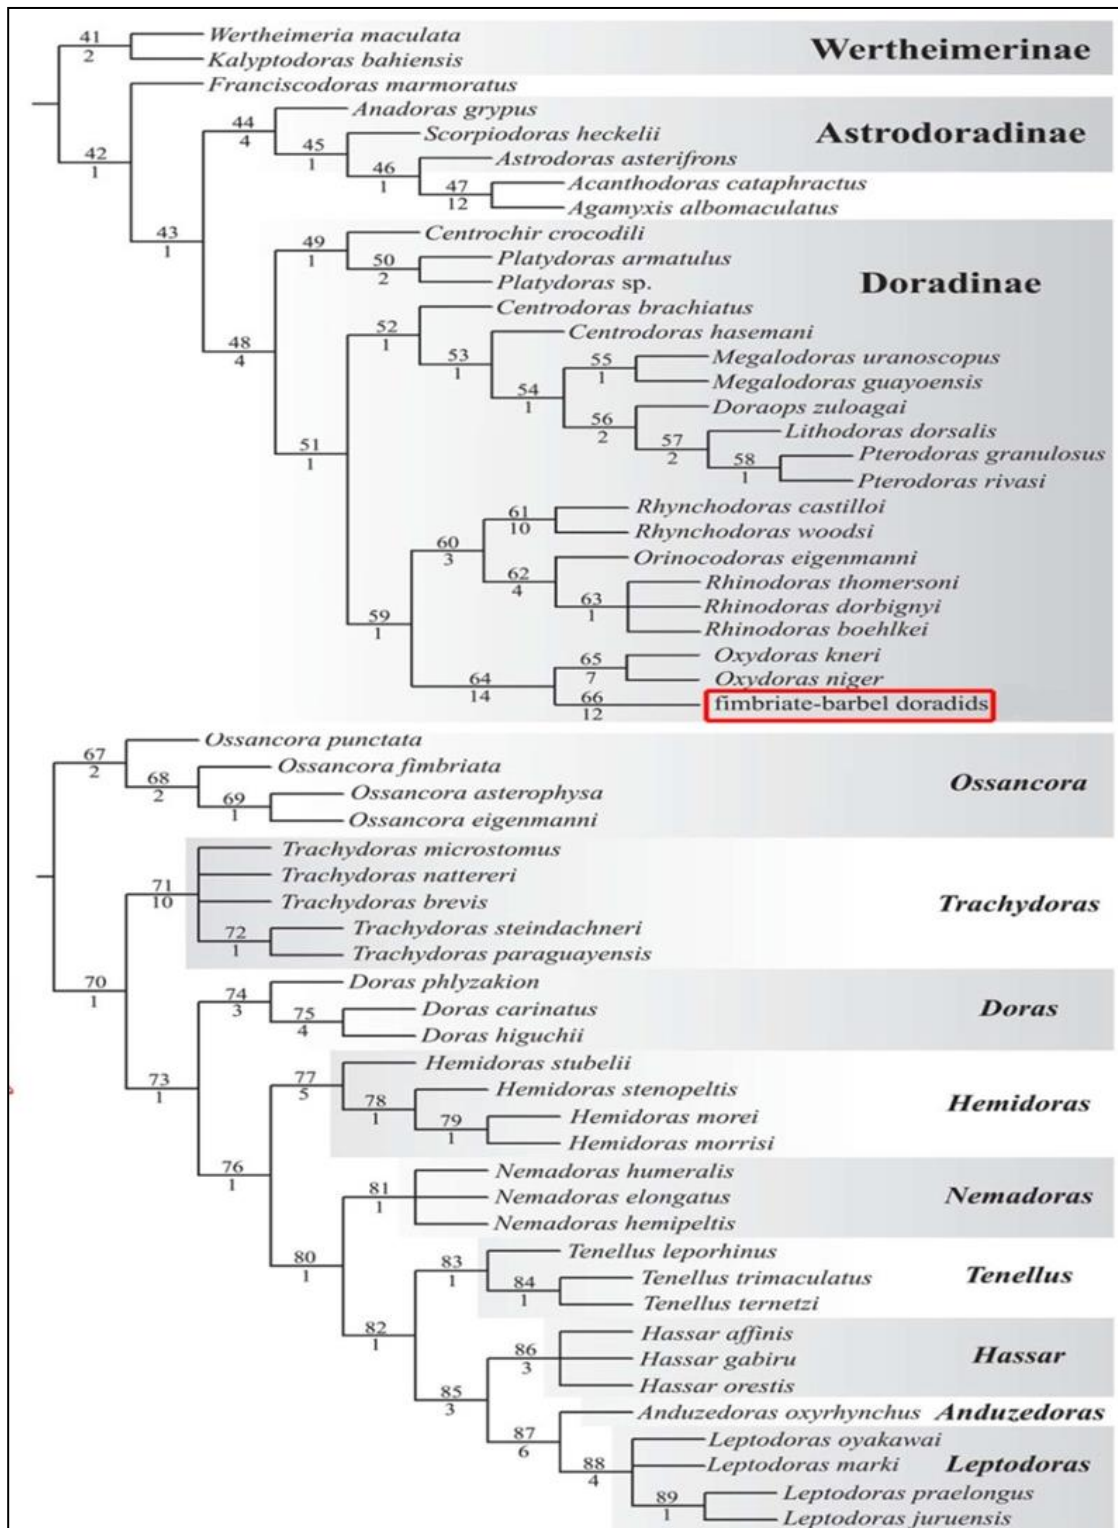 41
Wertheimeria maculata
2
Kalyptodoras bahiensis
Wertheimerinae
Franciscodoras marmoratus
42
1
44
4
Anadoras grypus
45
1
Scorpiodoras heckelii
46
1
Astrodoras asterifrons
47
12
Acanthodoras cataphractus
Agamyxis albomaculatus
Astrodoradinae
43
1
49
1
Centrochir crocodili
50
2
Platydoras armatulus
Platydoras sp.
Doradinae
48
4
52
1
Centrodoras brachiatus
53
1
Centrodoras hasemani
54
1
55
1
Megalodoras uranoscopus
Megalodoras guayoensis
56
2
Doraops zuloagai
57
2
Lithodoras dorsalis
58
1
Pterodoras granulosus
Pterodoras rivasi
51
1
61
10
Rhynchodoras castilloi
Rhynchodoras woodsi
60
3
62
4
Orinocodoras eigenmanni
63
1
Rhinodoras thomersoni
Rhinodoras dorbignyi
Rhinodoras boehlkei
59
1
65
7
Oxydoras kneri
Oxydoras niger
64
14
66
12
fimbriate-barbel doradids
67
2
Ossancora punctata
68
2
Ossancora fimbriata
69
1
Ossancora asterophysa
Ossancora eigenmanni
Ossancora
71
10
Trachydoras microstomus
Trachydoras nattereri
Trachydoras brevis
72
1
Trachydoras steindachneri
Trachydoras paraguayensis
Trachydoras
70
1
74
3
Doras phlyzakion
75
4
Doras carinatus
Doras higuchii
Doras
73
1
77
5
Hemidoras stubelii
78
1
Hemidoras stenopeltis
79
1
Hemidoras morei
Hemidoras morrisi
Hemidoras
76
1
81
1
Nemadoras humeralis
Nemadoras elongatus
Nemadoras hemipeltis
Nemadoras
80
1
83
1
Tenellus leporhinus
84
1
Tenellus trimaculatus
Tenellus ternetzi
Tenellus
82
1
86
3
Hassar affinis
Hassar gabiru
Hassar orestis
Hassar
85
3
87
6
Anduzedoras oxyrhynchus
Anduzedoras
88
4
Leptodoras oyakawai
Leptodoras marki
89
1
Leptodoras praelongus
Leptodoras juruensis
Leptodoras